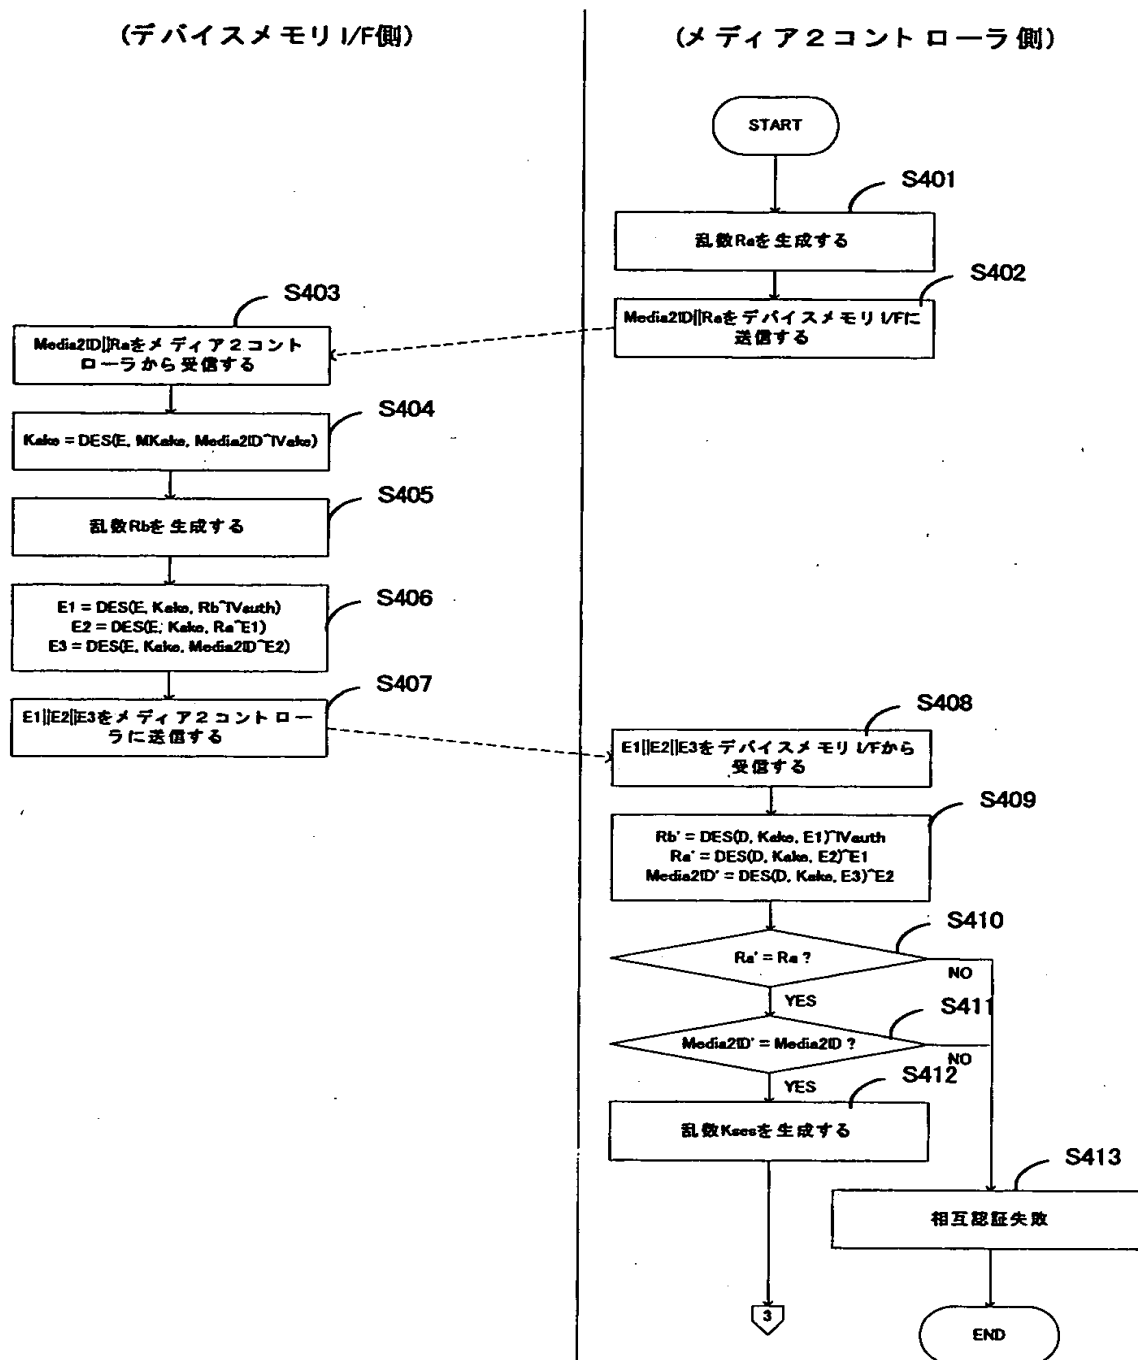 (デバイスメモリI/F側)
(メディア2コントローラ側)
START
S401
乱数Raを生成する
S402
Media2ID||RaをデバイスメモリI/Fに
送信する
S403
Media2ID||Raをメディア2コント
ローラから受信する
S404
Kake = DES(E, MKake, Media2ID^IVake)
S405
乱数Rbを生成する
S406
E1 = DES(E, Kake, Rb^IVauth)
E2 = DES(E, Kake, Ra^E1)
E3 = DES(E, Kake, Media2ID^E2)
S407
E1||E2||E3をメディア2コントロー
ラに送信する
S408
E1||E2||E3をデバイスメモリI/Fから
受信する
S409
Rb' = DES(D, Kake, E1)^IVauth
Ra' = DES(D, Kake, E2)^E1
Media2ID' = DES(D, Kake, E3)^E2
S410
Ra' = Ra ?
NO
YES
S411
Media2ID' = Media2ID ?
NO
YES
S412
乱数Ksesを生成する
S413
相互認証失敗
3
END